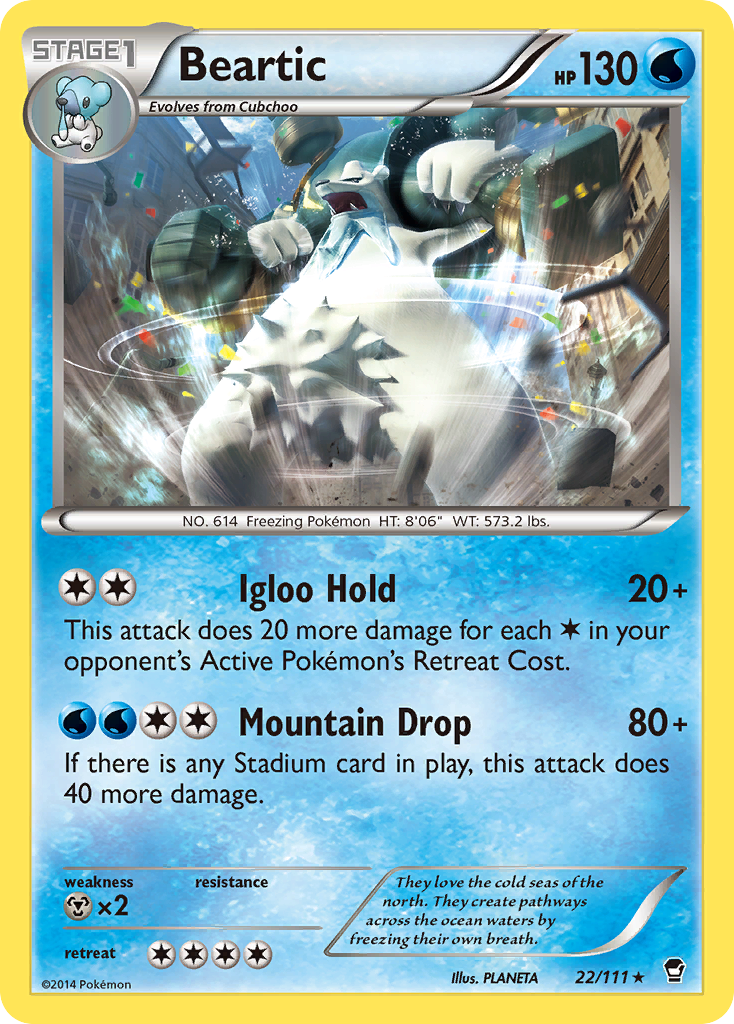 STAGE1
Beartic
HP130
Evolves from Cubchoo
NO. 614 Freezing Pokémon HT: 8'06" WT: 573.2 lbs.
Igloo Hold 20+
This attack does 20 more damage for each in your
opponent's Active Pokémon's Retreat Cost.
Mountain Drop 80+
If there is any Stadium card in play, this attack does
40 more damage.
weakness resistance
×2
They love the cold seas of the
north. They create pathways
across the ocean waters by
freezing their own breath.
retreat
©2014 Pokémon
Illus. PLANETA
22/111 ★